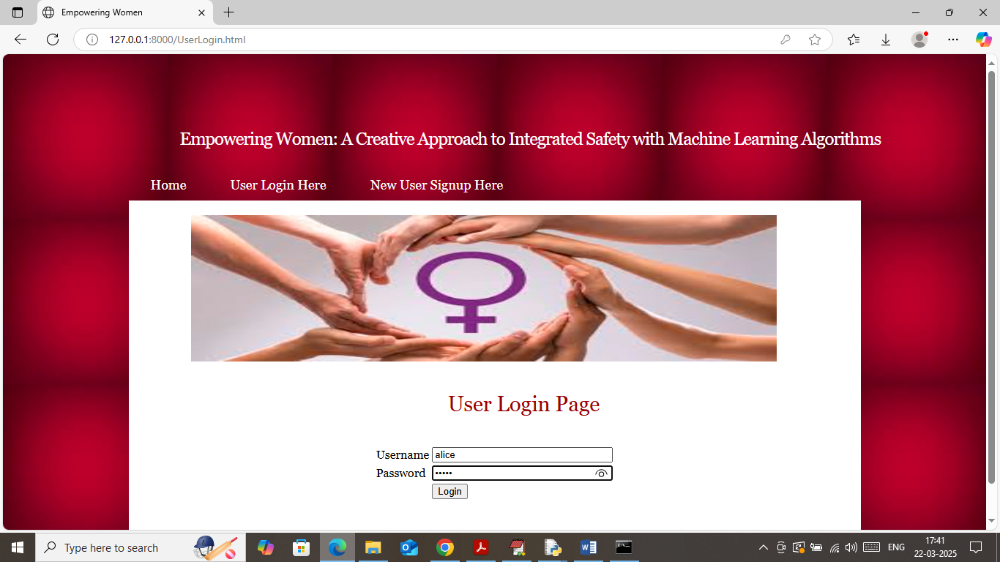 Empowering Women
127.0.0.1:8000/UserLogin.html
Empowering Women: A Creative Approach to Integrated Safety with Machine Learning Algorithms
Home User Login Here New User Signup Here
User Login Page
Username alice
Password •••••
Login
Type here to search
ENG
17:41
22-03-2025